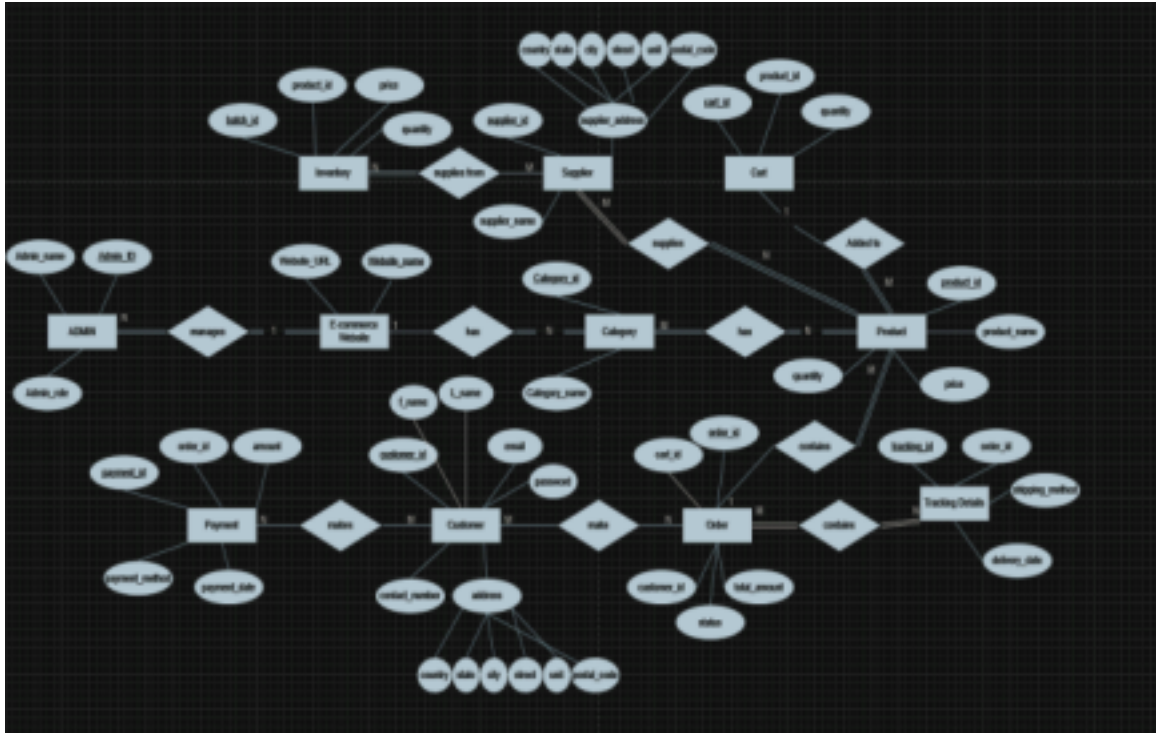 country state city street unit postal_code
product_id price product_id
batch_id quantity supplier_id supplier_address cart_id quantity
Inventory N supplies from M Supplier Cart
supplier_name M 1
supplies Added to
N M
Admin_name Admin_ID Website_URL Website_name Category_id product_id
ADMIN N manages 1 E-commerce 1 has N Category M has N Product product_name
Website
Admin_role Category_name quantity M price
f_name L_name
order_id amount order_id
payment_id customer_id email cart_id contains tracking_id order_id
password shipping_method
Payment N makes M Customer M make N Order M contains N Tracking Details
1
payment_method payment_date contact_number address customer_id total_amount delivery_date
status
country state city street unit postal_code